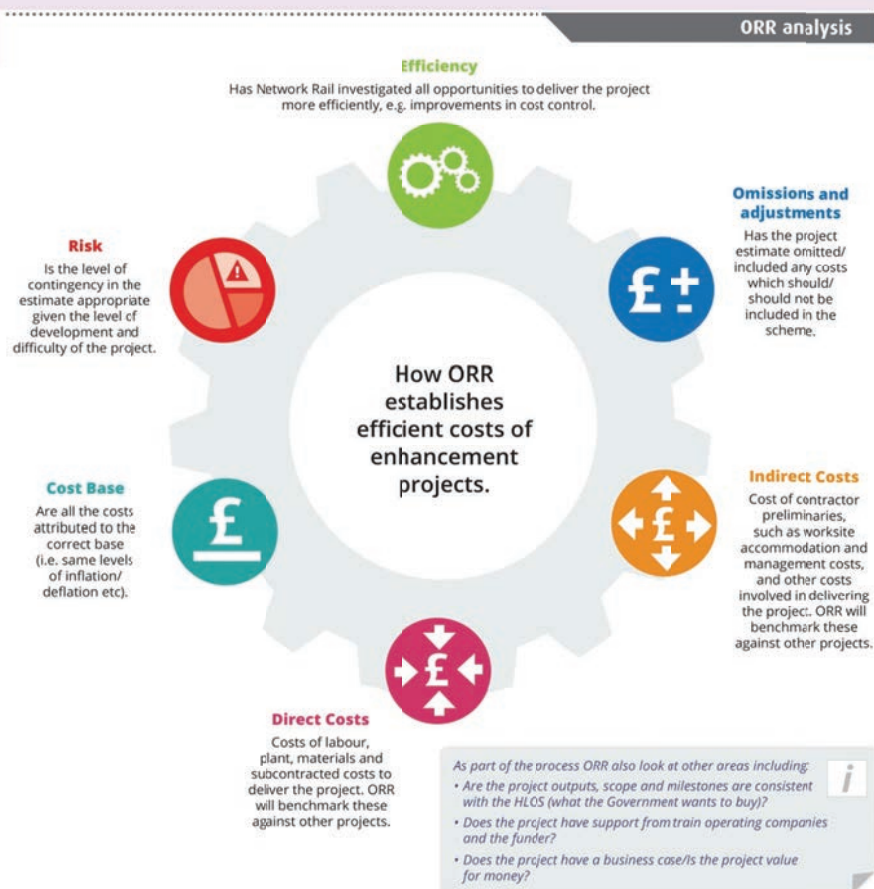 ORR analysis
Efficiency
Has Network Rail investigated all opportunities to deliver the project
more efficiently, e.g. improvements in cost control.
Omissions and
adjustments
Has the project
estimate omitted/
included any costs
which should/
should not be
included in the
scheme.
Risk
Is the level of
contingency in the
estimate appropriate
given the level of
development and
difficulty of the project.
£ ±
How ORR
establishes
efficient costs of
enhancement
projects.
Cost Base
Are all the costs
attributed to the
correct base
(i.e. same levels
of inflation/
deflation etc).
£
Indirect Costs
Cost of contractor
preliminaries,
such as worksite
accommodation and
management costs,
and other costs
involved in delivering
the project. ORR will
benchmark these
against other projects.
£
Direct Costs
Costs of labour,
plant, materials and
subcontracted costs to
deliver the project. ORR
will benchmark these
against other projects.
£
As part of the process ORR also look at other areas including:
• Are the project outputs, scope and milestones are consistent
with the HLOS (what the Government wants to buy)?
• Does the project have support from train operating companies
and the funder?
• Does the project have a business case/is the project value
for money?
i